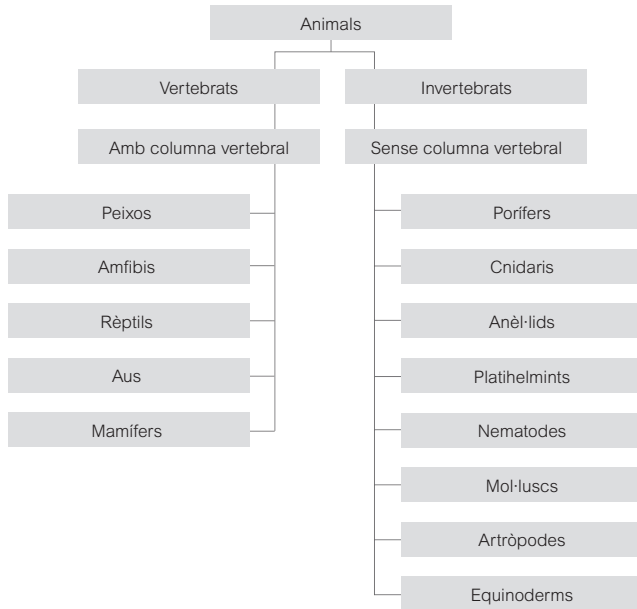 Animals
Vertebrats
Invertebrats
Amb columna vertebral
Sense columna vertebral
Peixos
Amfibis
Rèptils
Aus
Mamífers
Porífers
Cnidaris
Anèl·lids
Platihelmints
Nematodes
Mol·luscs
Artròpodes
Equinoderms